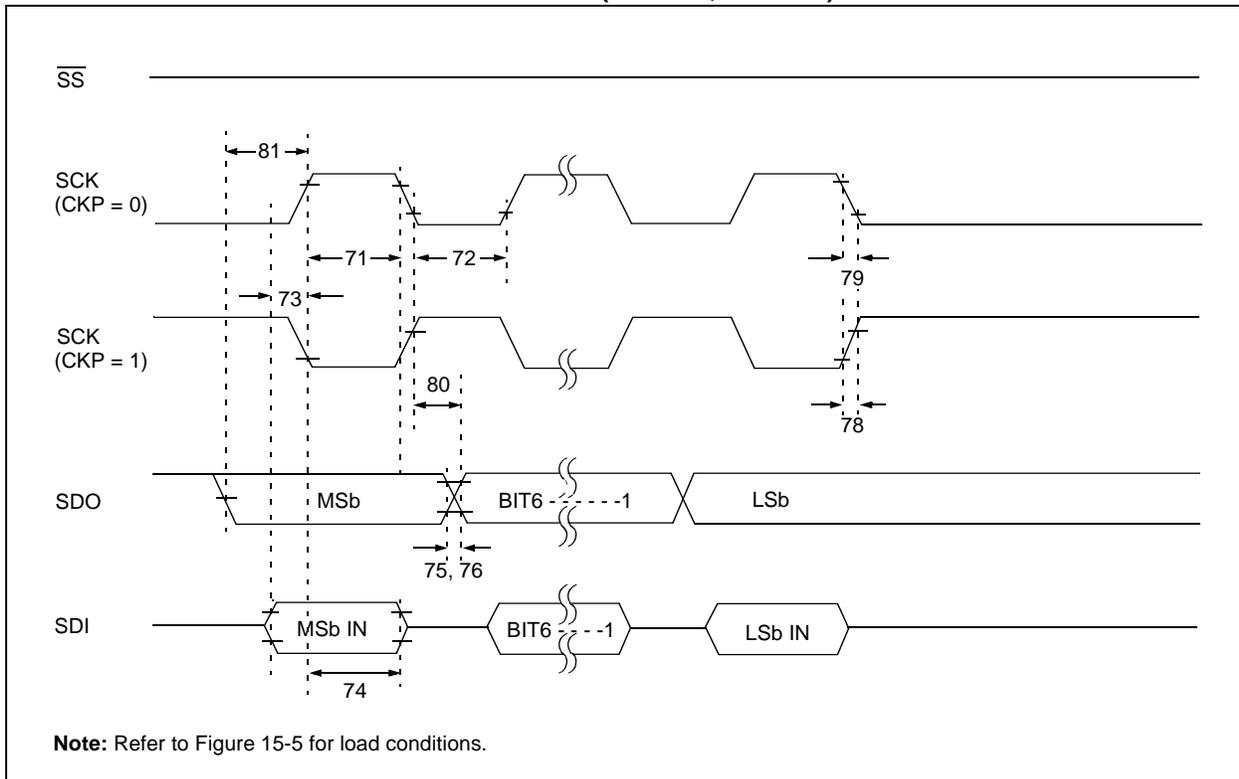 SS
81
SCK
(CKP = 0)
71
72
79
73
SCK
(CKP = 1)
80
78
SDO
MSb
BIT6 - - - - - -1
LSb
75, 76
SDI
MSb IN
BIT6 - - - -1
LSb IN
74
Note: Refer to Figure 15-5 for load conditions.